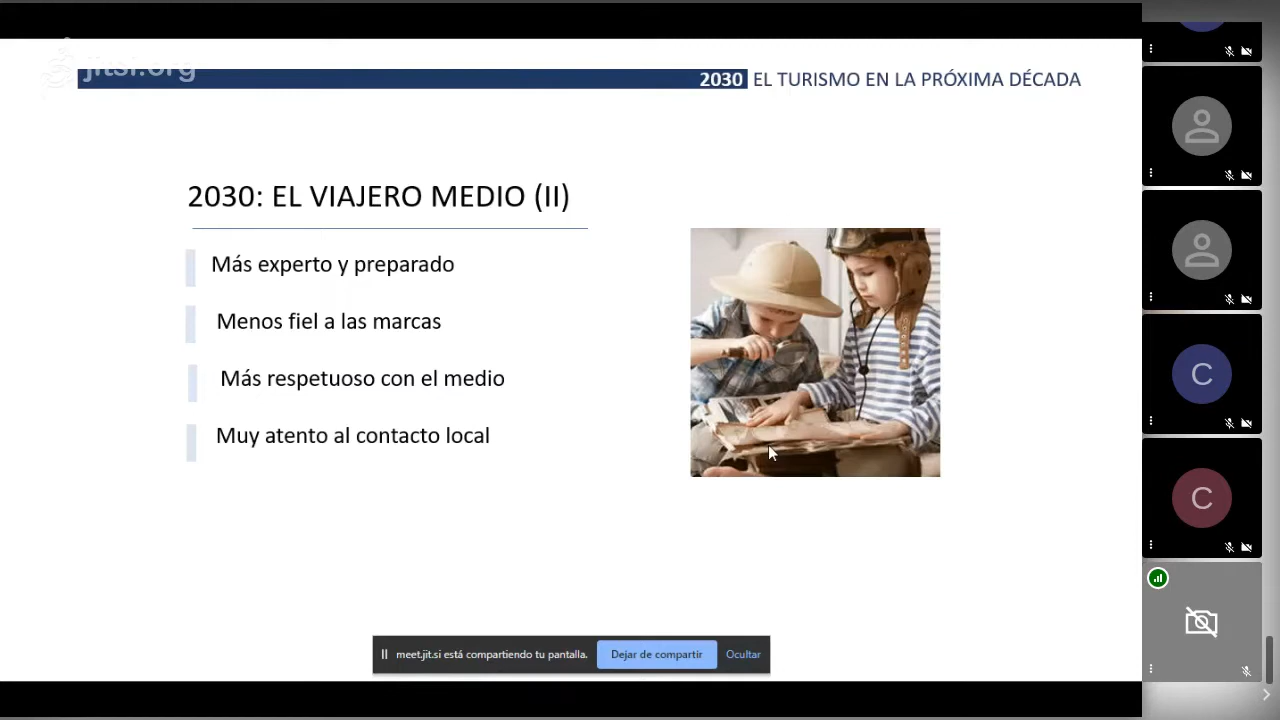 jitsi.org
2030 EL TURISMO EN LA PRÓXIMA DÉCADA
2030: EL VIAJERO MEDIO (II)
Más experto y preparado
Menos fiel a las marcas
Más respetuoso con el medio
Muy atento al contacto local
C
C
meet.jit.si está compartiendo tu pantalla.
Dejar de compartir
Ocultar